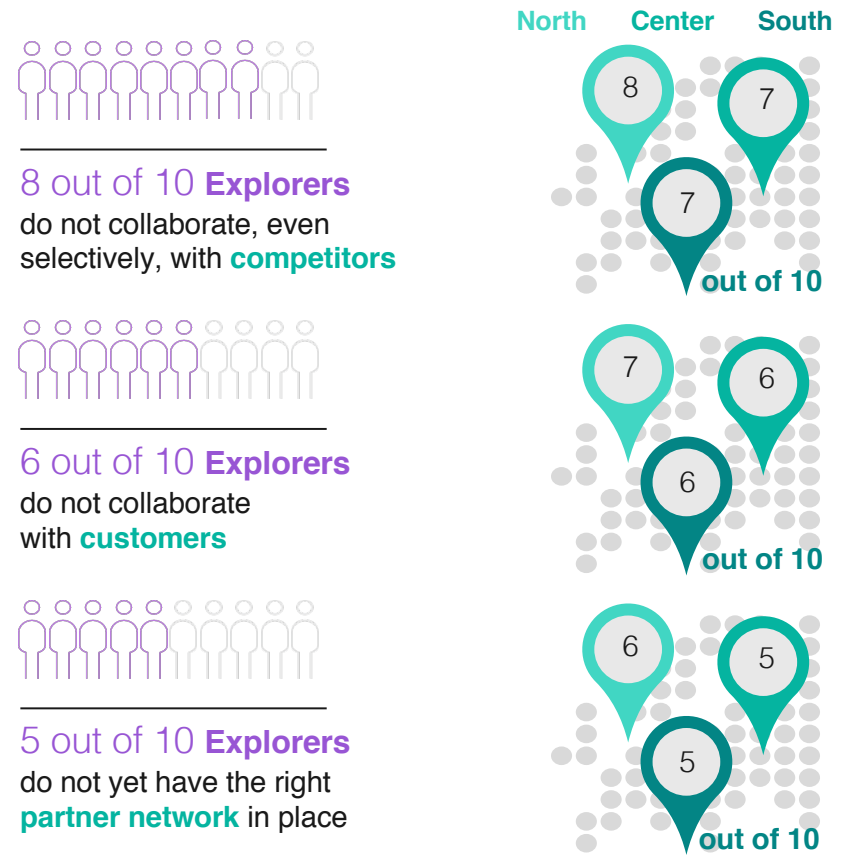 North Center South
8 out of 10 Explorers
do not collaborate, even
selectively, with competitors
8
7
7
out of 10
6 out of 10 Explorers
do not collaborate
with customers
7
6
6
out of 10
5 out of 10 Explorers
do not yet have the right
partner network in place
6
5
5
out of 10